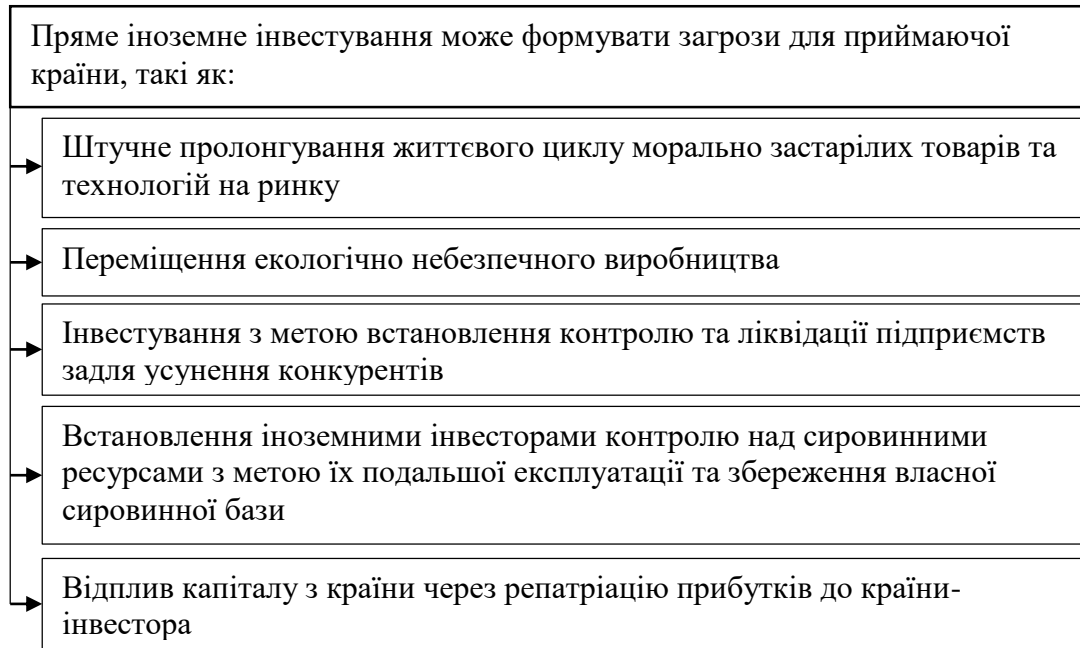 Пряме іноземне інвестування може формувати загрози для приймаючої
країни, такі як:
Штучне пролонгування життєвого циклу морально застарілих товарів та
технологій на ринку
Переміщення екологічно небезпечного виробництва
Інвестування з метою встановлення контролю та ліквідації підприємств
задля усунення конкурентів
Встановлення іноземними інвесторами контролю над сировинними
ресурсами з метою їх подальшої експлуатації та збереження власної
сировинної бази
Відплив капіталу з країни через репатріацію прибутків до країни-
інвестора